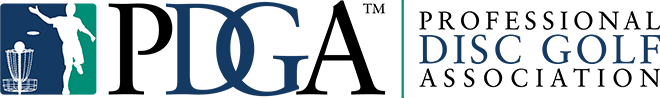 PDGA™
PROFESSIONAL
DISC GOLF
ASSOCIATION